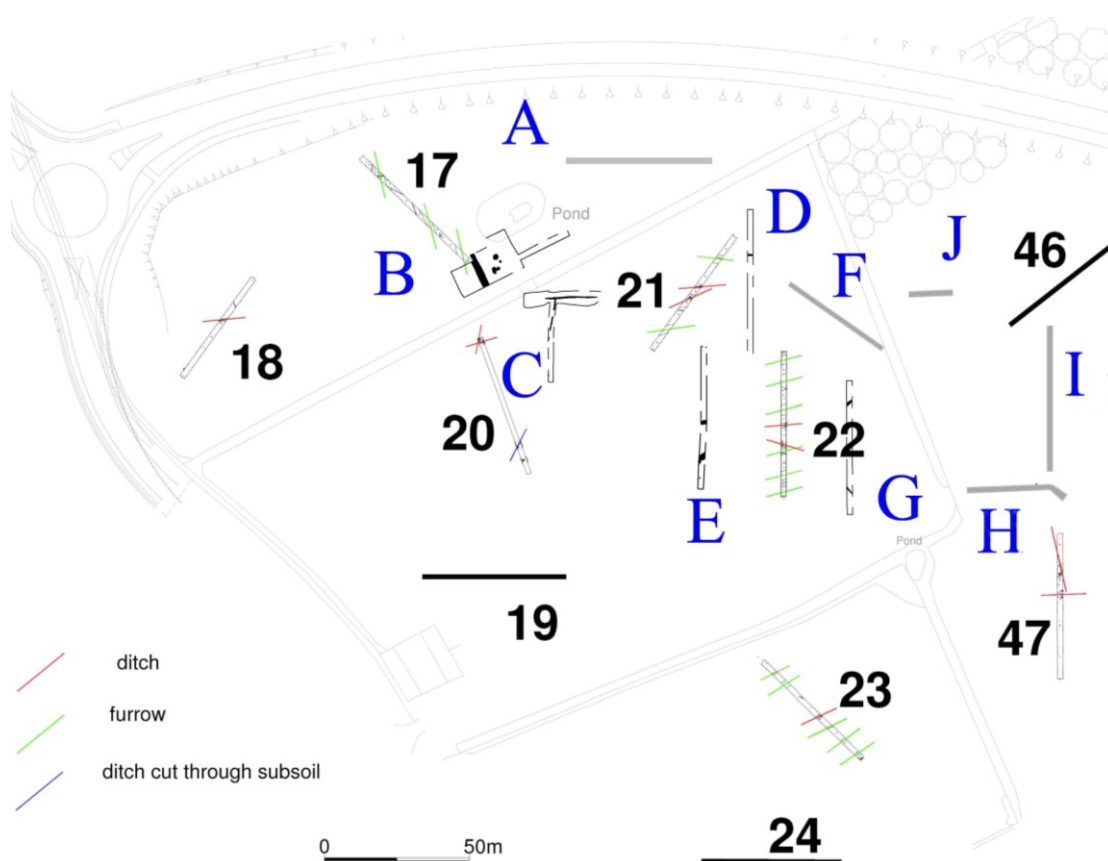 A
17
Pond
B
D
J
46
21
F
18
C
I
20
22
G
E
H
Pond
19
47
23
ditch
furrow
ditch cut through subsoil
0
50m
24